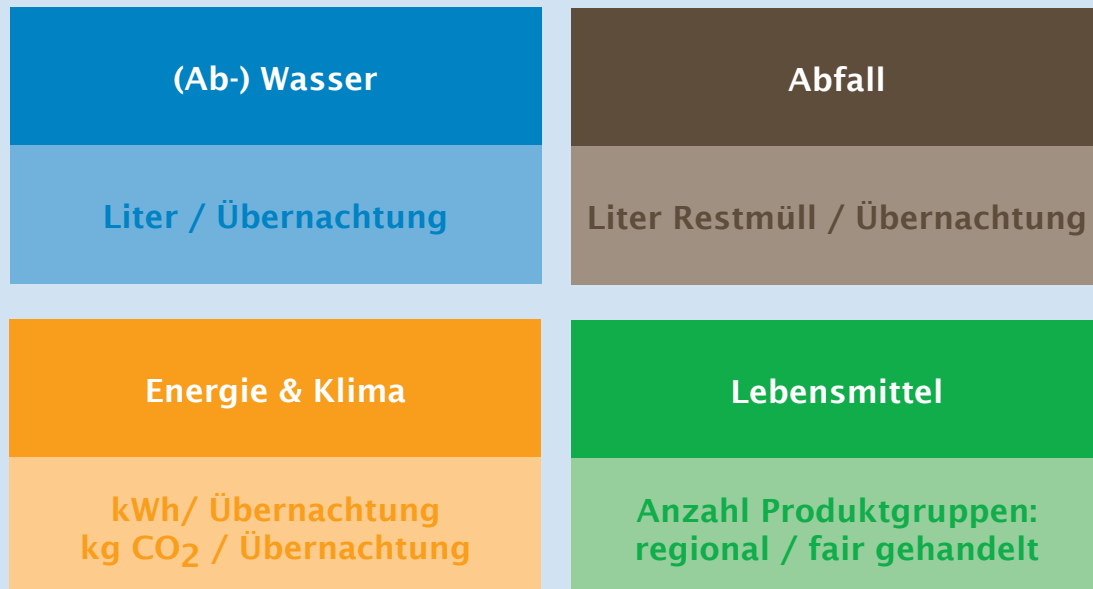 (Ab-) Wasser
Liter / Übernachtung
Abfall
Liter Restmüll / Übernachtung
Energie & Klima
kWh/ Übernachtung
kg CO2 / Übernachtung
Lebensmittel
Anzahl Produktgruppen:
regional / fair gehandelt